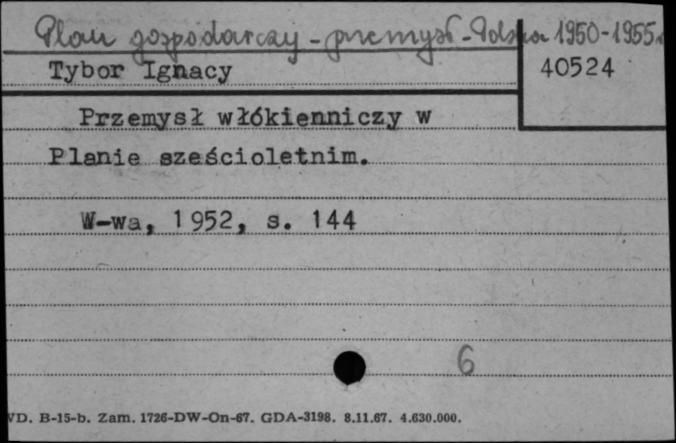 Plan gospodarczy - przemysł - Polska 1950-1955 r
Tybor Ignacy
40524
Przemysł włókienniczy w
Planie sześcioletnim.
W-wa, 1952, s. 144
6
VD. B-15-b. Zam. 1726-DW-On-67. GDA-3198. 8.11.67. 4.630.000.